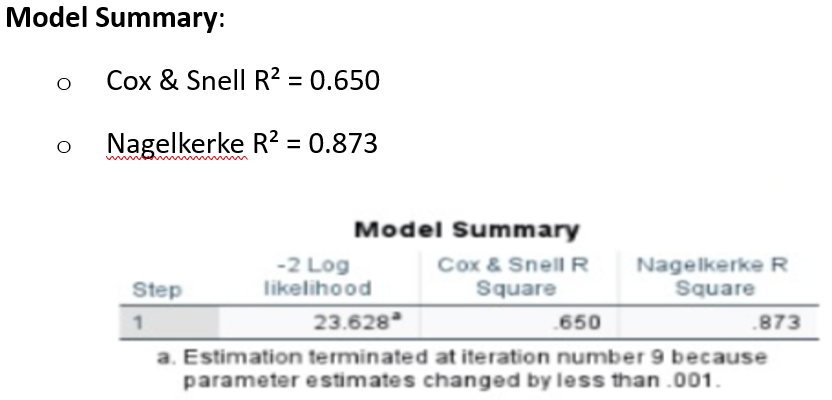 Model Summary:
o Cox & Snell R² = 0.650
o Nagelkerke R² = 0.873
Model Summary
Step -2 Log likelihood Cox & Snell R Square Nagelkerke R Square
1 23.628ᵃ .650 .873
a. Estimation terminated at iteration number 9 because
parameter estimates changed by less than .001.